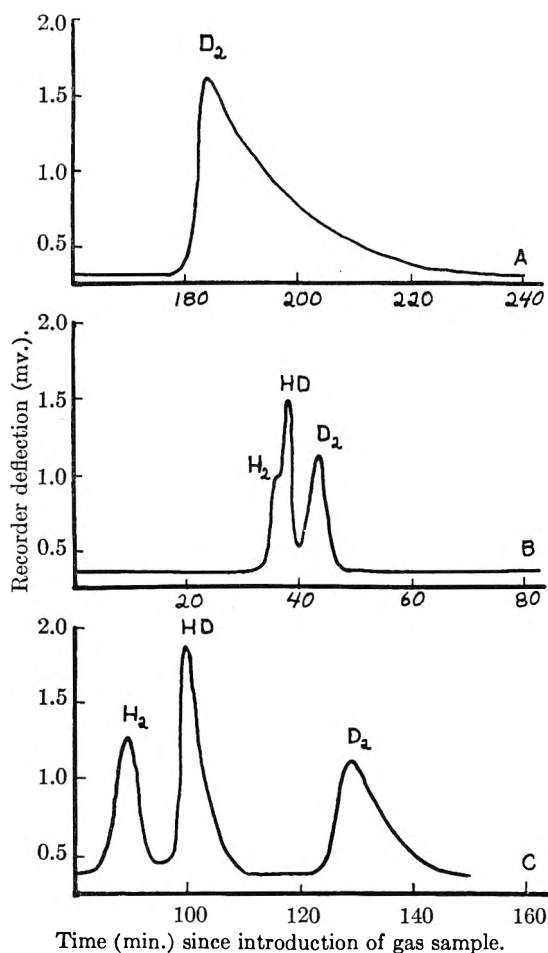 2.0
D₂
1.5
1.0
0.5
A
180 200 220 240
2.0
HD
1.5
D₂
H₂
1.0
0.5
B
20 40 60 80
HD
2.0
1.5
H₂
D₂
1.0
0.5
C
100 120 140 160
Recorder deflection (mv.).
Time (min.) since introduction of gas sample.